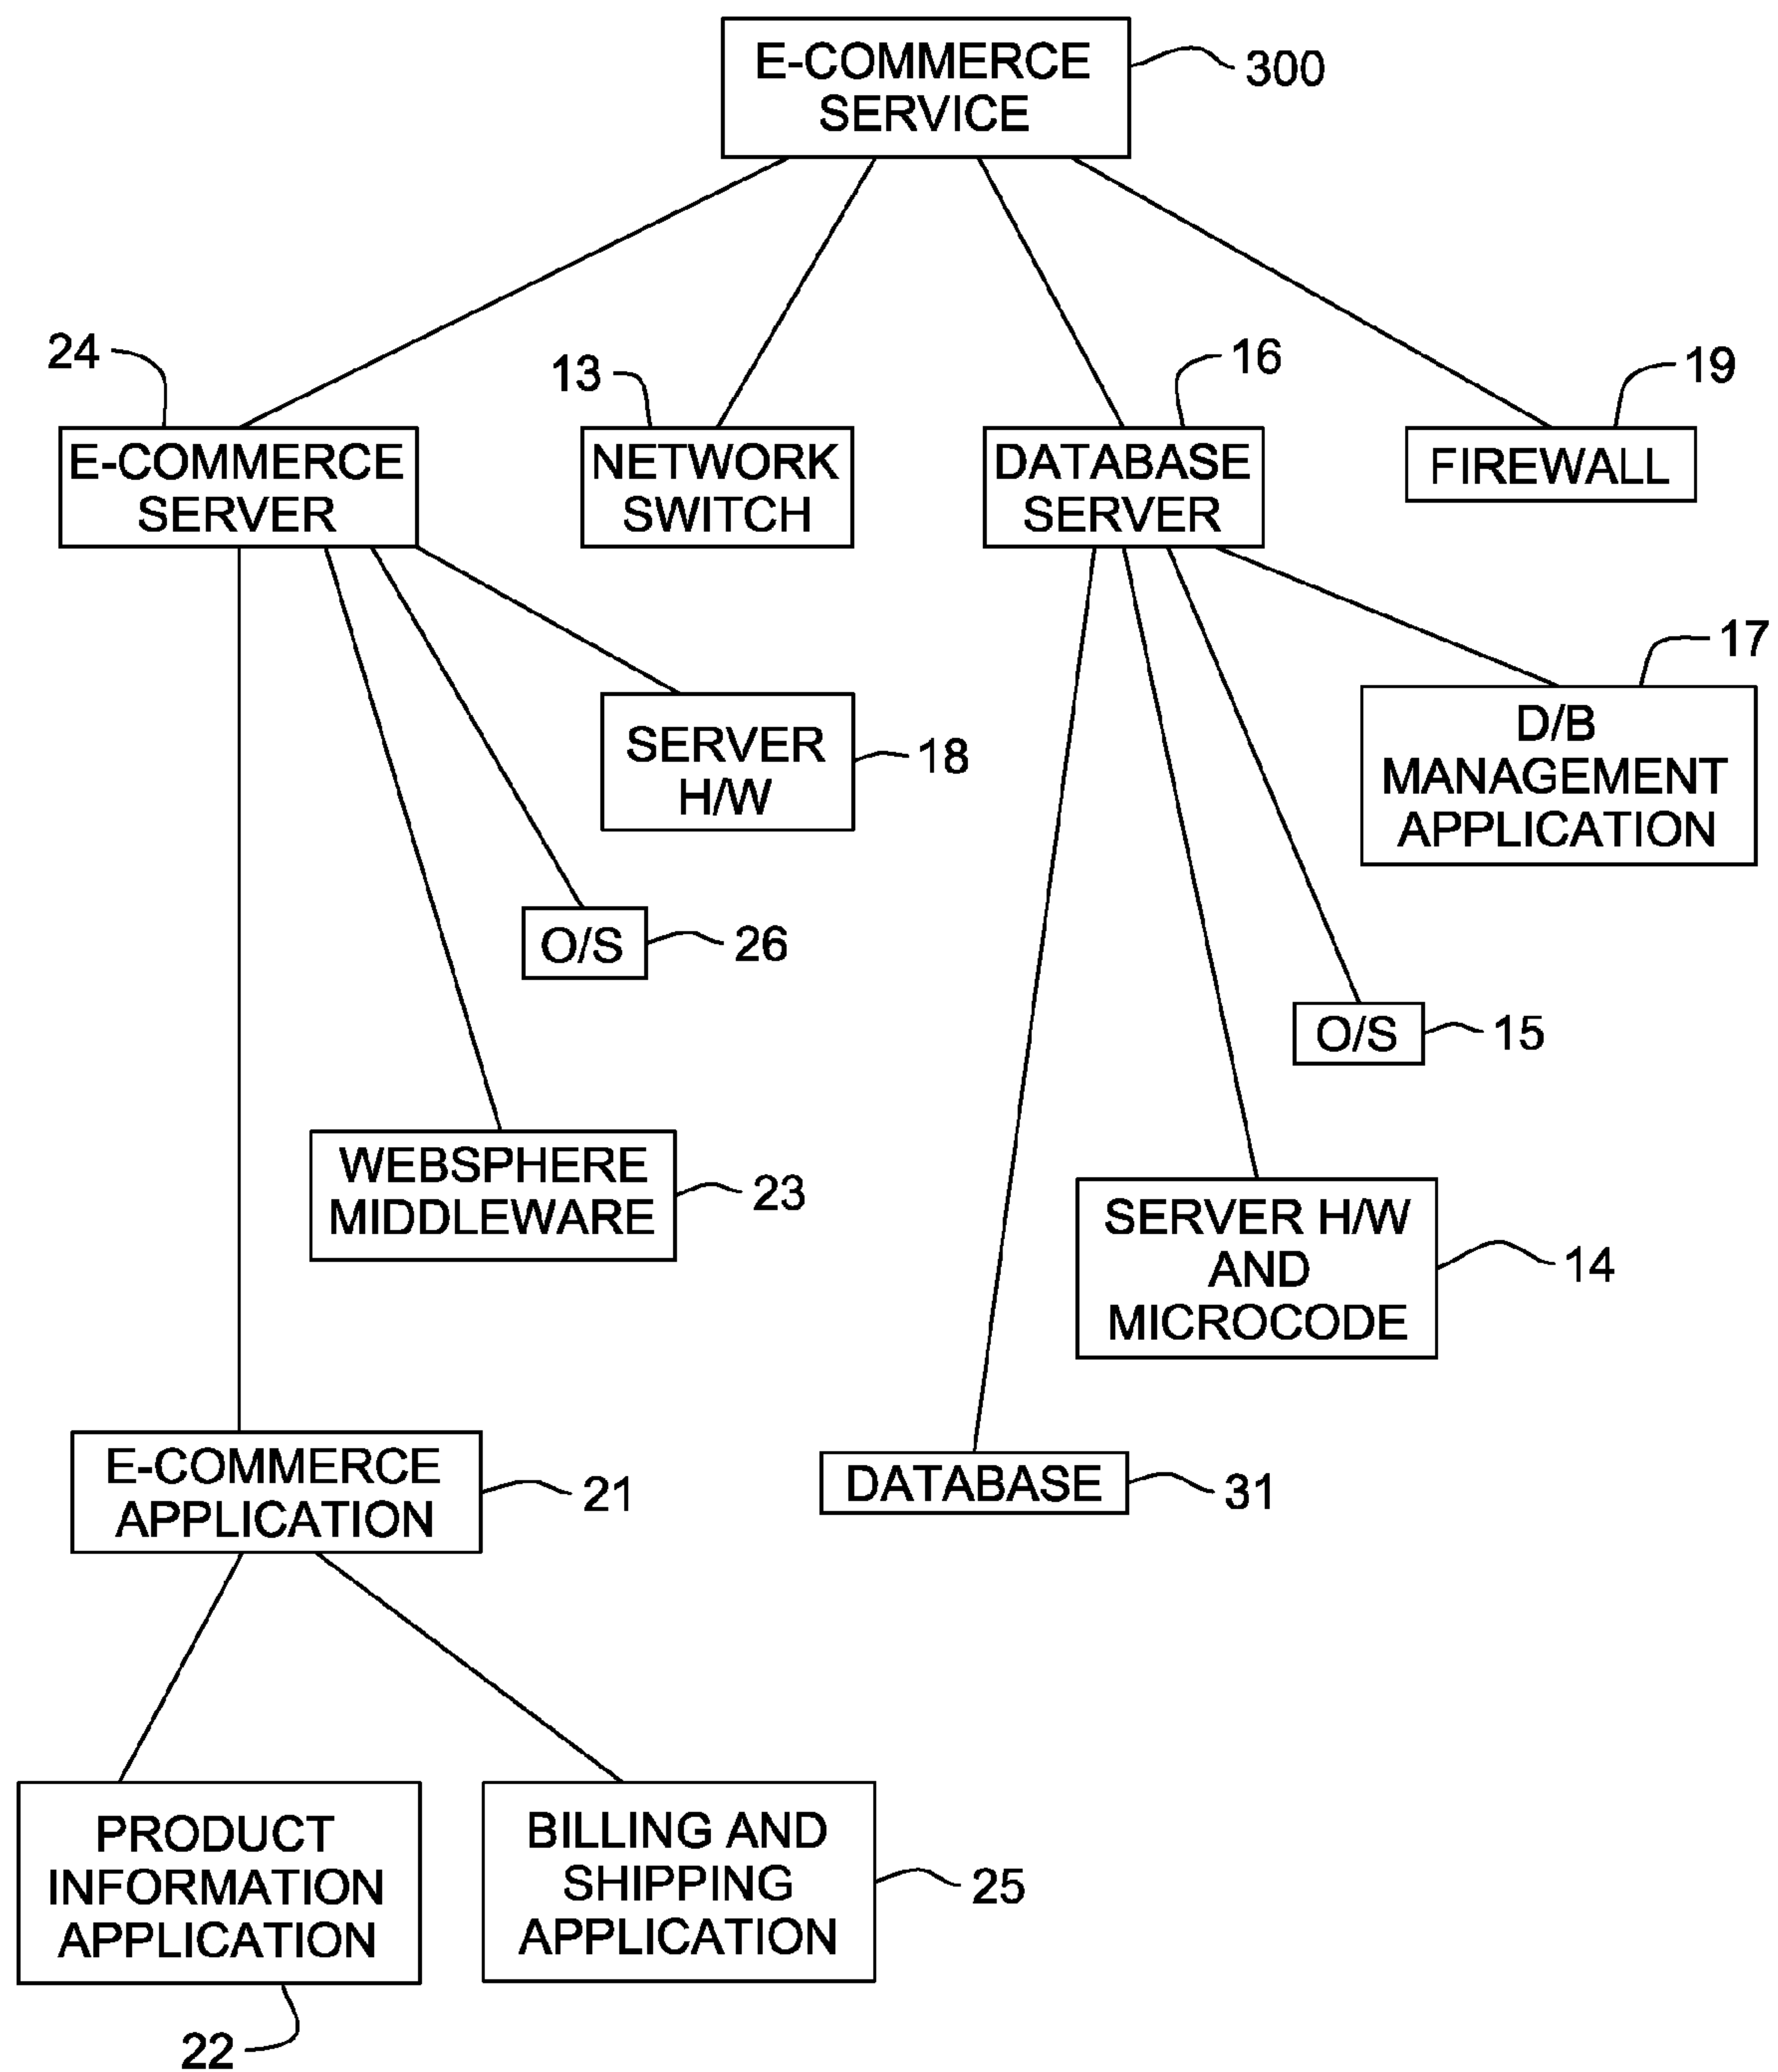 E-COMMERCE
SERVICE
300
24
13
16
19
E-COMMERCE
SERVER
NETWORK
SWITCH
DATABASE
SERVER
FIREWALL
17
SERVER
H/W
18
D/B
MANAGEMENT
APPLICATION
O/S
26
O/S
15
WEBSPHERE
MIDDLEWARE
23
SERVER H/W
AND
MICROCODE
14
E-COMMERCE
APPLICATION
21
DATABASE
31
PRODUCT
INFORMATION
APPLICATION
22
BILLING AND
SHIPPING
APPLICATION
25